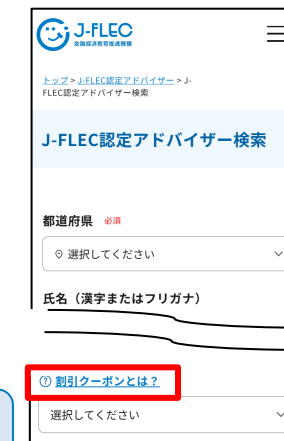 J-FLEC
金融経済教育推進機構
トップ > J-FLEC認定アドバイザー > J-
FLEC認定アドバイザー検索
J-FLEC認定アドバイザー検索
都道府県 必須
選択してください
氏名（漢字またはフリガナ）
? 割引クーポンとは？
選択してください